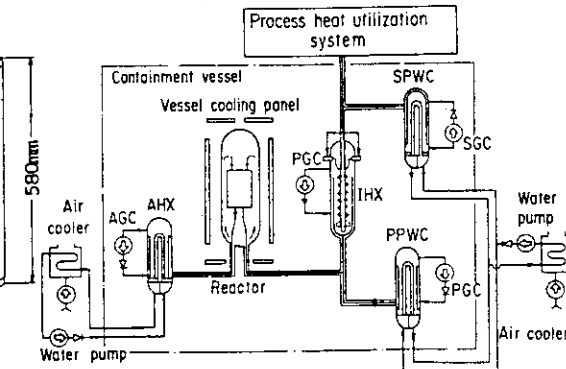 Process heat utilization
system
Containment vessel
SPWC
Vessel cooling panel
580mm
PGC
SGC
IHX
Air
cooler
AGC
AHX
Water
pump
PPWC
Reactor
PGC
Water pump
Air cooler